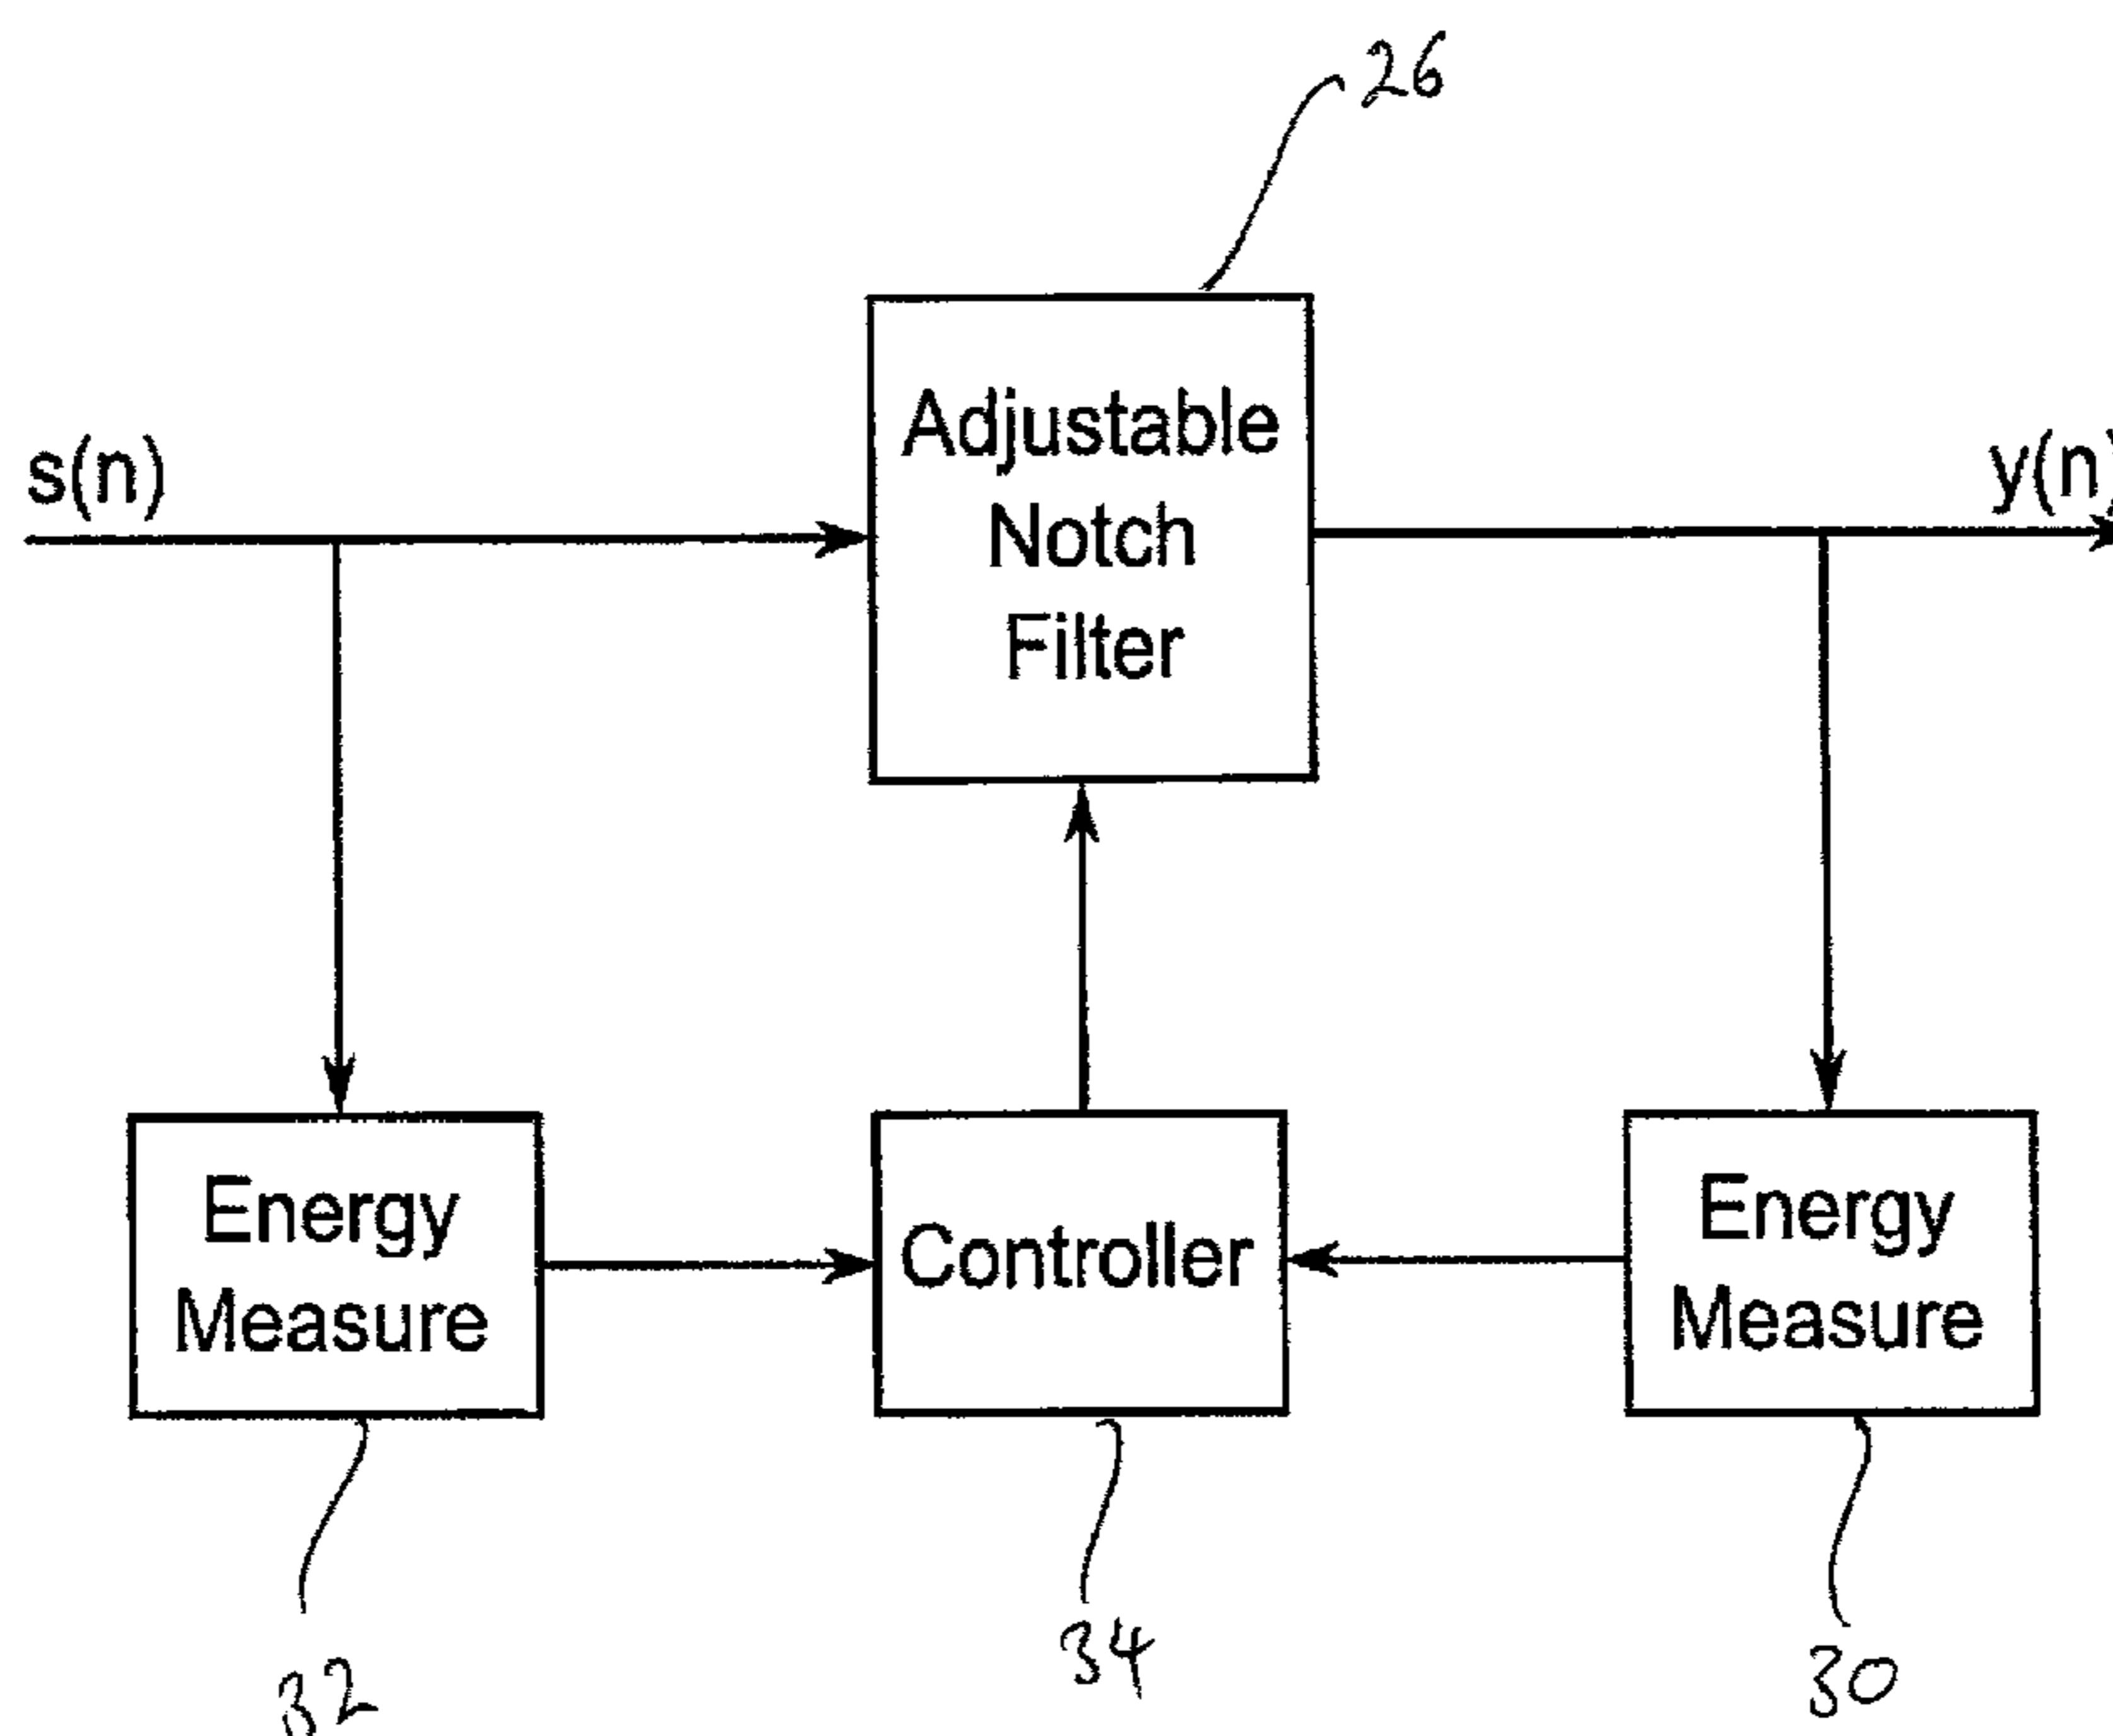 26
s(n)
Adjustable
Notch
Filter
y(n)
Energy
Measure
Controller
Energy
Measure
32
34
30